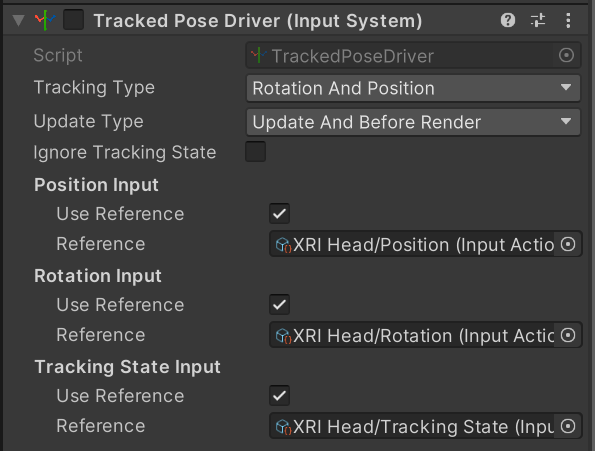 Tracked Pose Driver (Input System)
Script TrackedPoseDriver
Tracking Type Rotation And Position
Update Type Update And Before Render
Ignore Tracking State
Position Input
Use Reference
Reference XRI Head/Position (Input Actio
Rotation Input
Use Reference
Reference XRI Head/Rotation (Input Actio
Tracking State Input
Use Reference
Reference XRI Head/Tracking State (Inpu